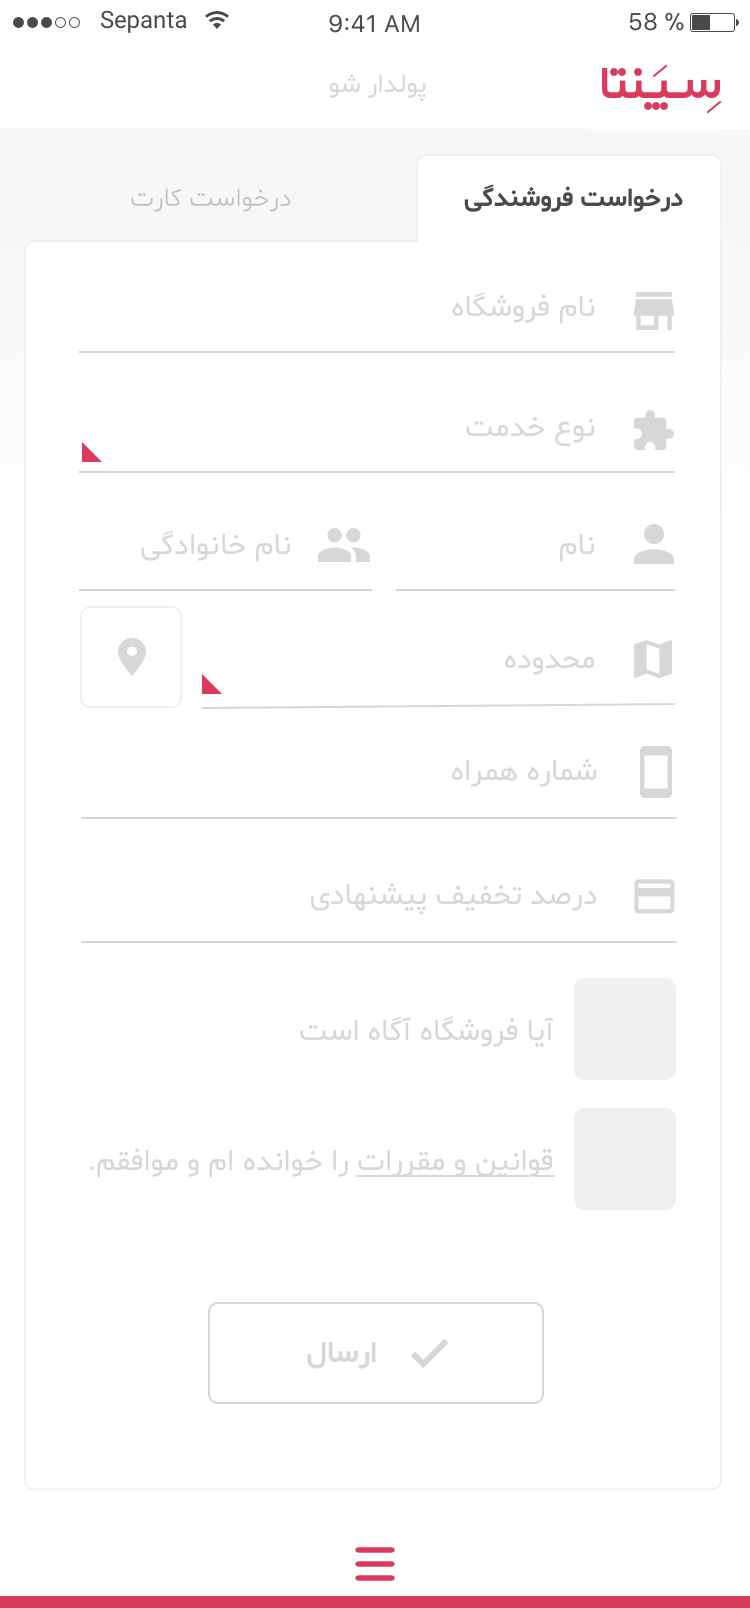 Sepanta 9:41 AM 58 %
سِپَنتا
پولدار شو
درخواست فروشندگی
درخواست کارت
نام فروشگاه
نوع خدمت
نام
نام خانوادگی
محدوده
شماره همراه
درصد تخفیف پیشنهادی
آیا فروشگاه آگاه است
قوانین و مقررات را خوانده ام و موافقم.
ارسال